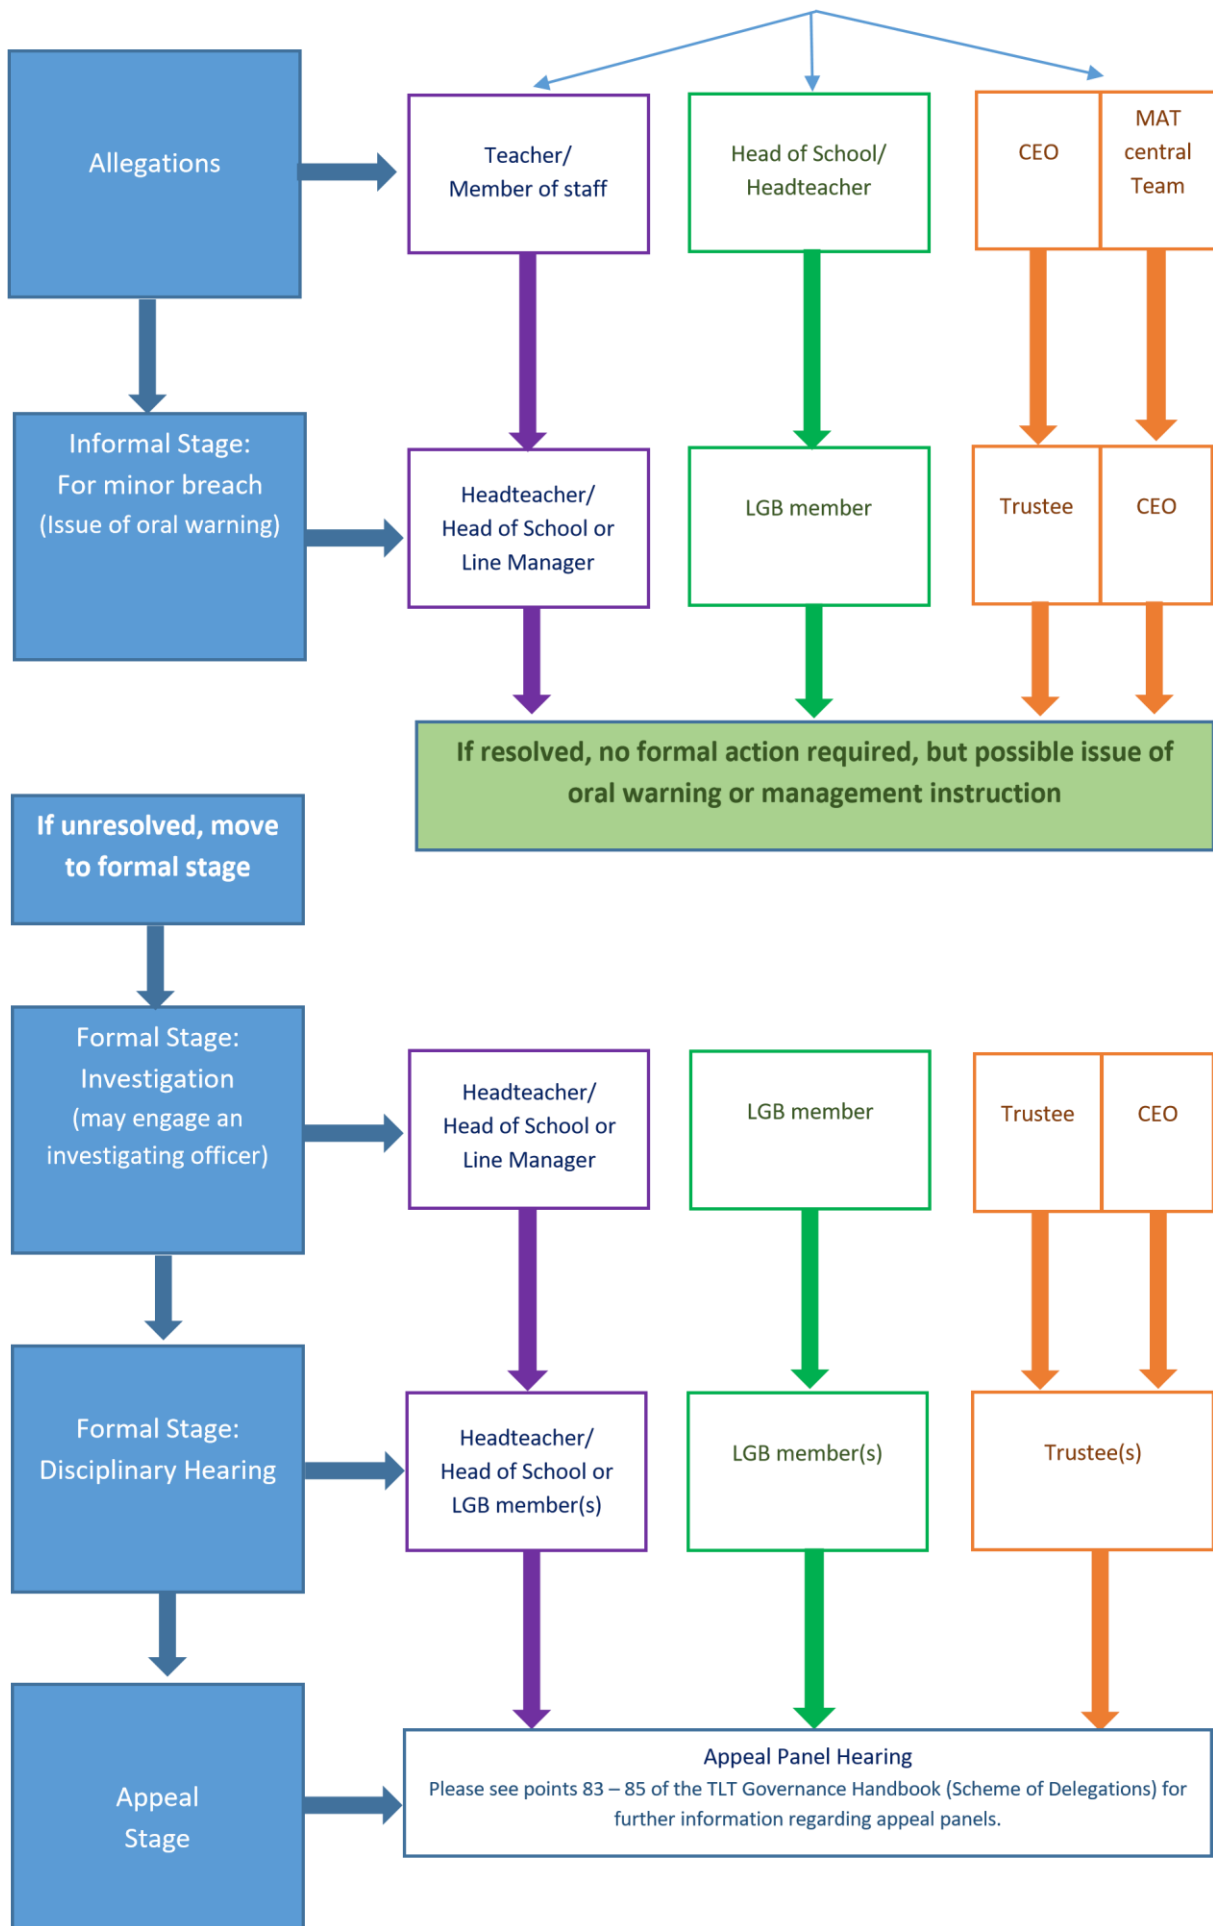 Allegations
Teacher/
Member of staff
Head of School/
Headteacher
CEO
MAT
central
Team
Informal Stage:
For minor breach
(Issue of oral warning)
Headteacher/
Head of School or
Line Manager
LGB member
Trustee
CEO
If resolved, no formal action required, but possible issue of
oral warning or management instruction
If unresolved, move
to formal stage
Formal Stage:
Investigation
(may engage an
investigating officer)
Headteacher/
Head of School or
Line Manager
LGB member
Trustee
CEO
Formal Stage:
Disciplinary Hearing
Headteacher/
Head of School or
LGB member(s)
LGB member(s)
Trustee(s)
Appeal
Stage
Appeal Panel Hearing
Please see points 83 – 85 of the TLT Governance Handbook (Scheme of Delegations) for
further information regarding appeal panels.